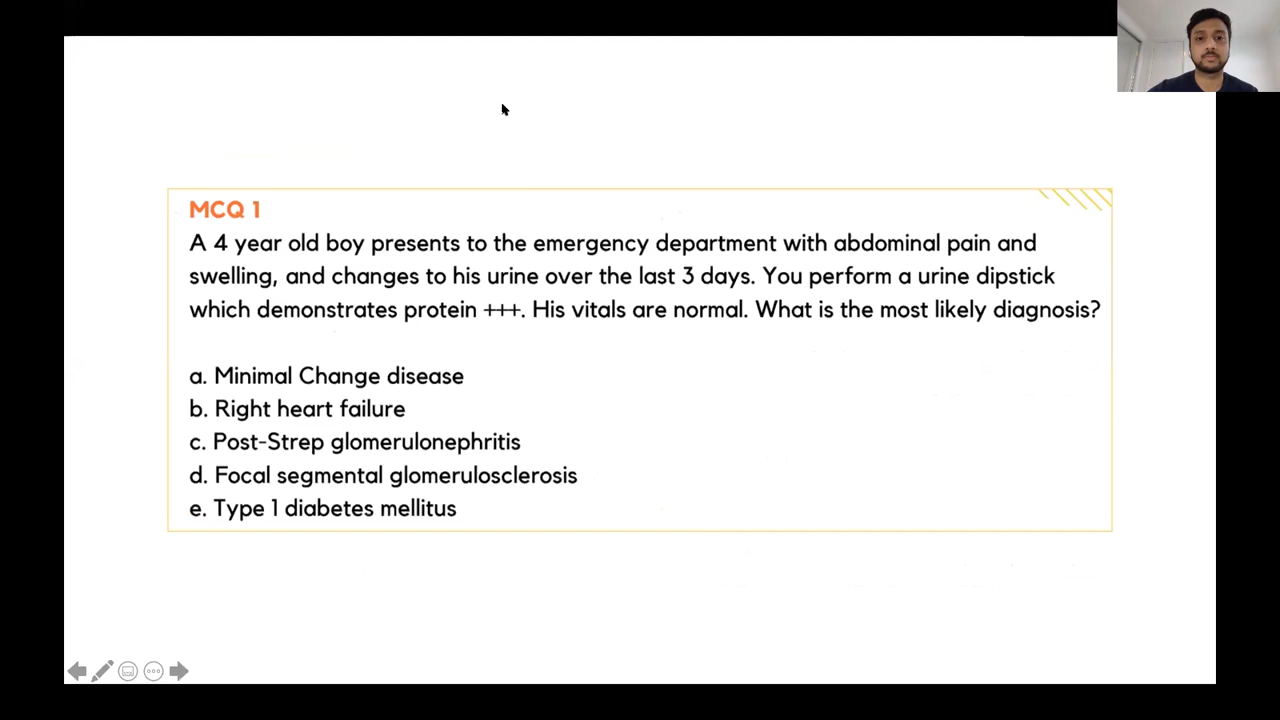 MCQ 1
A 4 year old boy presents to the emergency department with abdominal pain and
swelling, and changes to his urine over the last 3 days. You perform a urine dipstick
which demonstrates protein +++. His vitals are normal. What is the most likely diagnosis?
a. Minimal Change disease
b. Right heart failure
c. Post-Strep glomerulonephritis
d. Focal segmental glomerulosclerosis
e. Type 1 diabetes mellitus